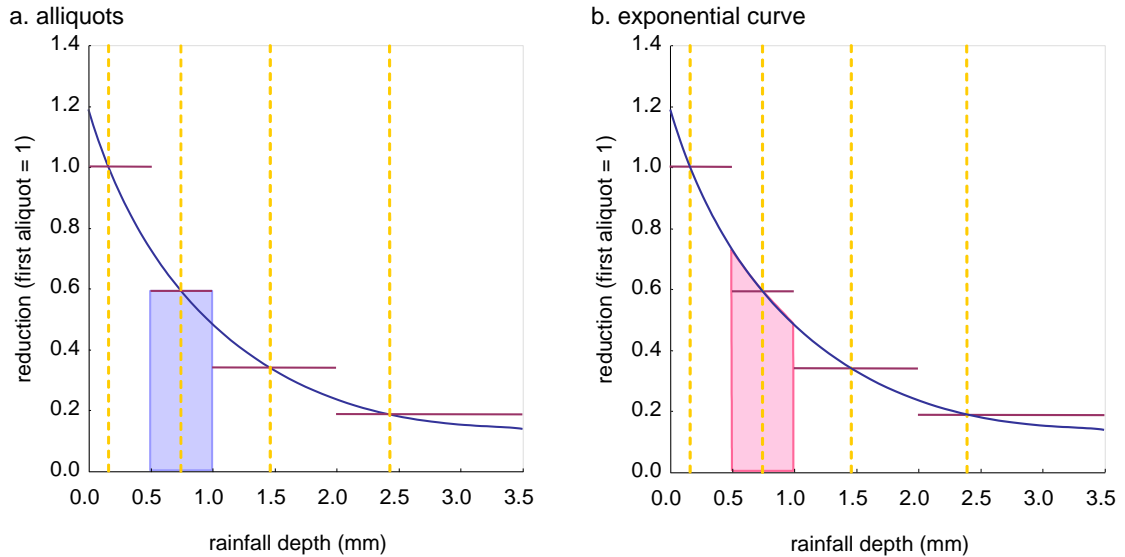 a. alliquots
1.4
1.2
1.0
0.8
0.6
0.4
0.2
0.0
reduction (first aliquot = 1)
0.0 0.5 1.0 1.5 2.0 2.5 3.0 3.5
rainfall depth (mm)
b. exponential curve
1.4
1.2
1.0
0.8
0.6
0.4
0.2
0.0
reduction (first aliquot = 1)
0.0 0.5 1.0 1.5 2.0 2.5 3.0 3.5
rainfall depth (mm)